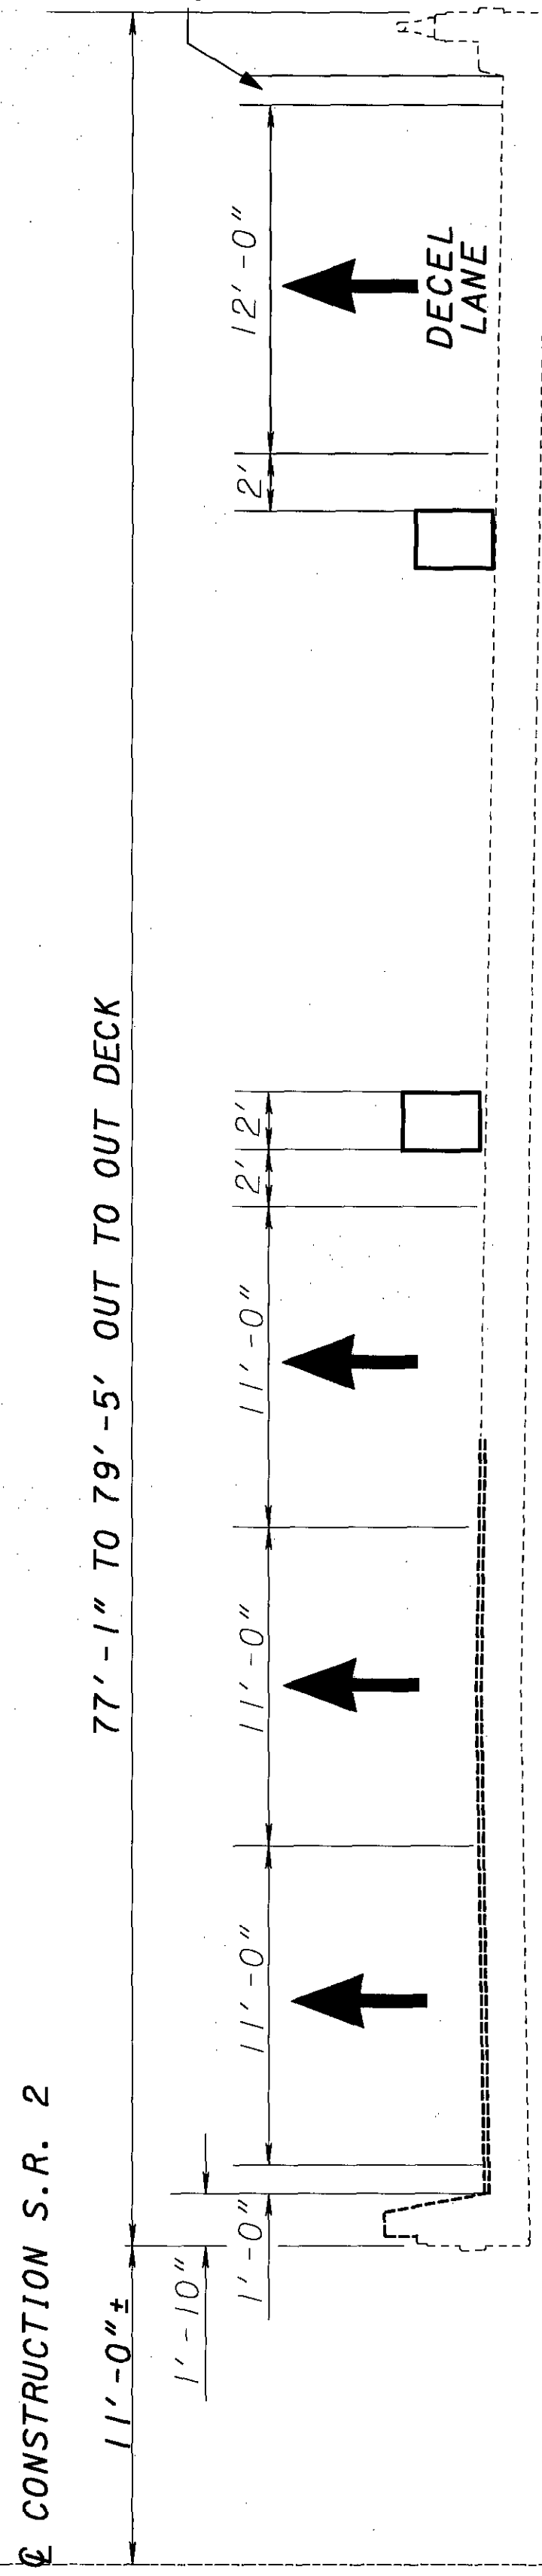 ℄ CONSTRUCTION S.R. 2
11'-0"±
77'-1" TO 79'-5' OUT TO OUT DECK
1'-10"
1'-0"
11'-0"
11'-0"
11'-0"
2'
2'
2'
12'-0"
DECEL
LANE